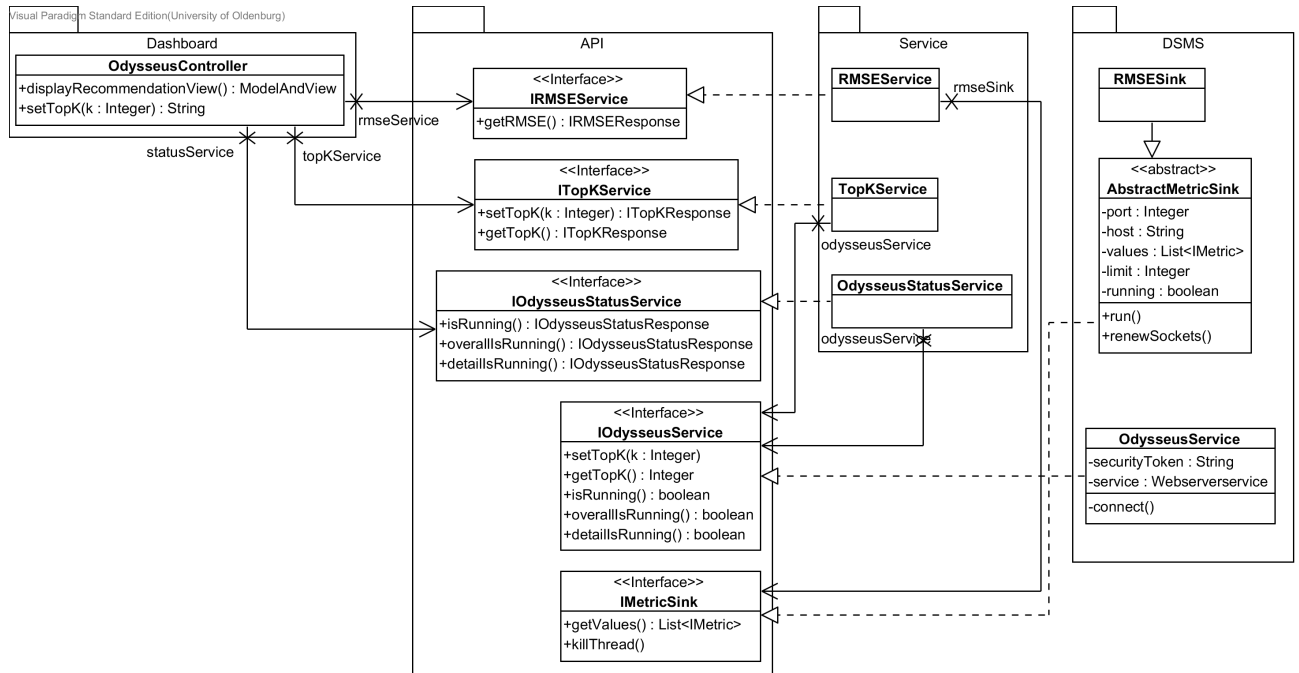 Visual Paradigm Standard Edition(University of Oldenburg)
Dashboard
OdysseusController
+displayRecommendationView() : ModelAndView
+setTopK(k : Integer) : String
rmseService
statusService
topKService
API
<<Interface>>
IRMSEService
+getRMSE() : IRMSEResponse
<<Interface>>
ITopKService
+setTopK(k : Integer) : ITopKResponse
+getTopK() : ITopKResponse
<<Interface>>
IOdysseusStatusService
+isRunning() : IOdysseusStatusResponse
+overallIsRunning() : IOdysseusStatusResponse
+detailIsRunning() : IOdysseusStatusResponse
<<Interface>>
IOdysseusService
+setTopK(k : Integer)
+getTopK() : Integer
+isRunning() : boolean
+overallIsRunning() : boolean
+detailIsRunning() : boolean
<<Interface>>
IMetricSink
+getValues() : List<IMetric>
+killThread()
Service
RMSEService
rmseSink
TopKService
odysseusService
OdysseusStatusService
odysseusService
DSMS
RMSESink
<<abstract>>
AbstractMetricSink
-port : Integer
-host : String
-values : List<IMetric>
-limit : Integer
-running : boolean
+run()
+renewSockets()
OdysseusService
-securityToken : String
-service : Webserverservice
-connect()